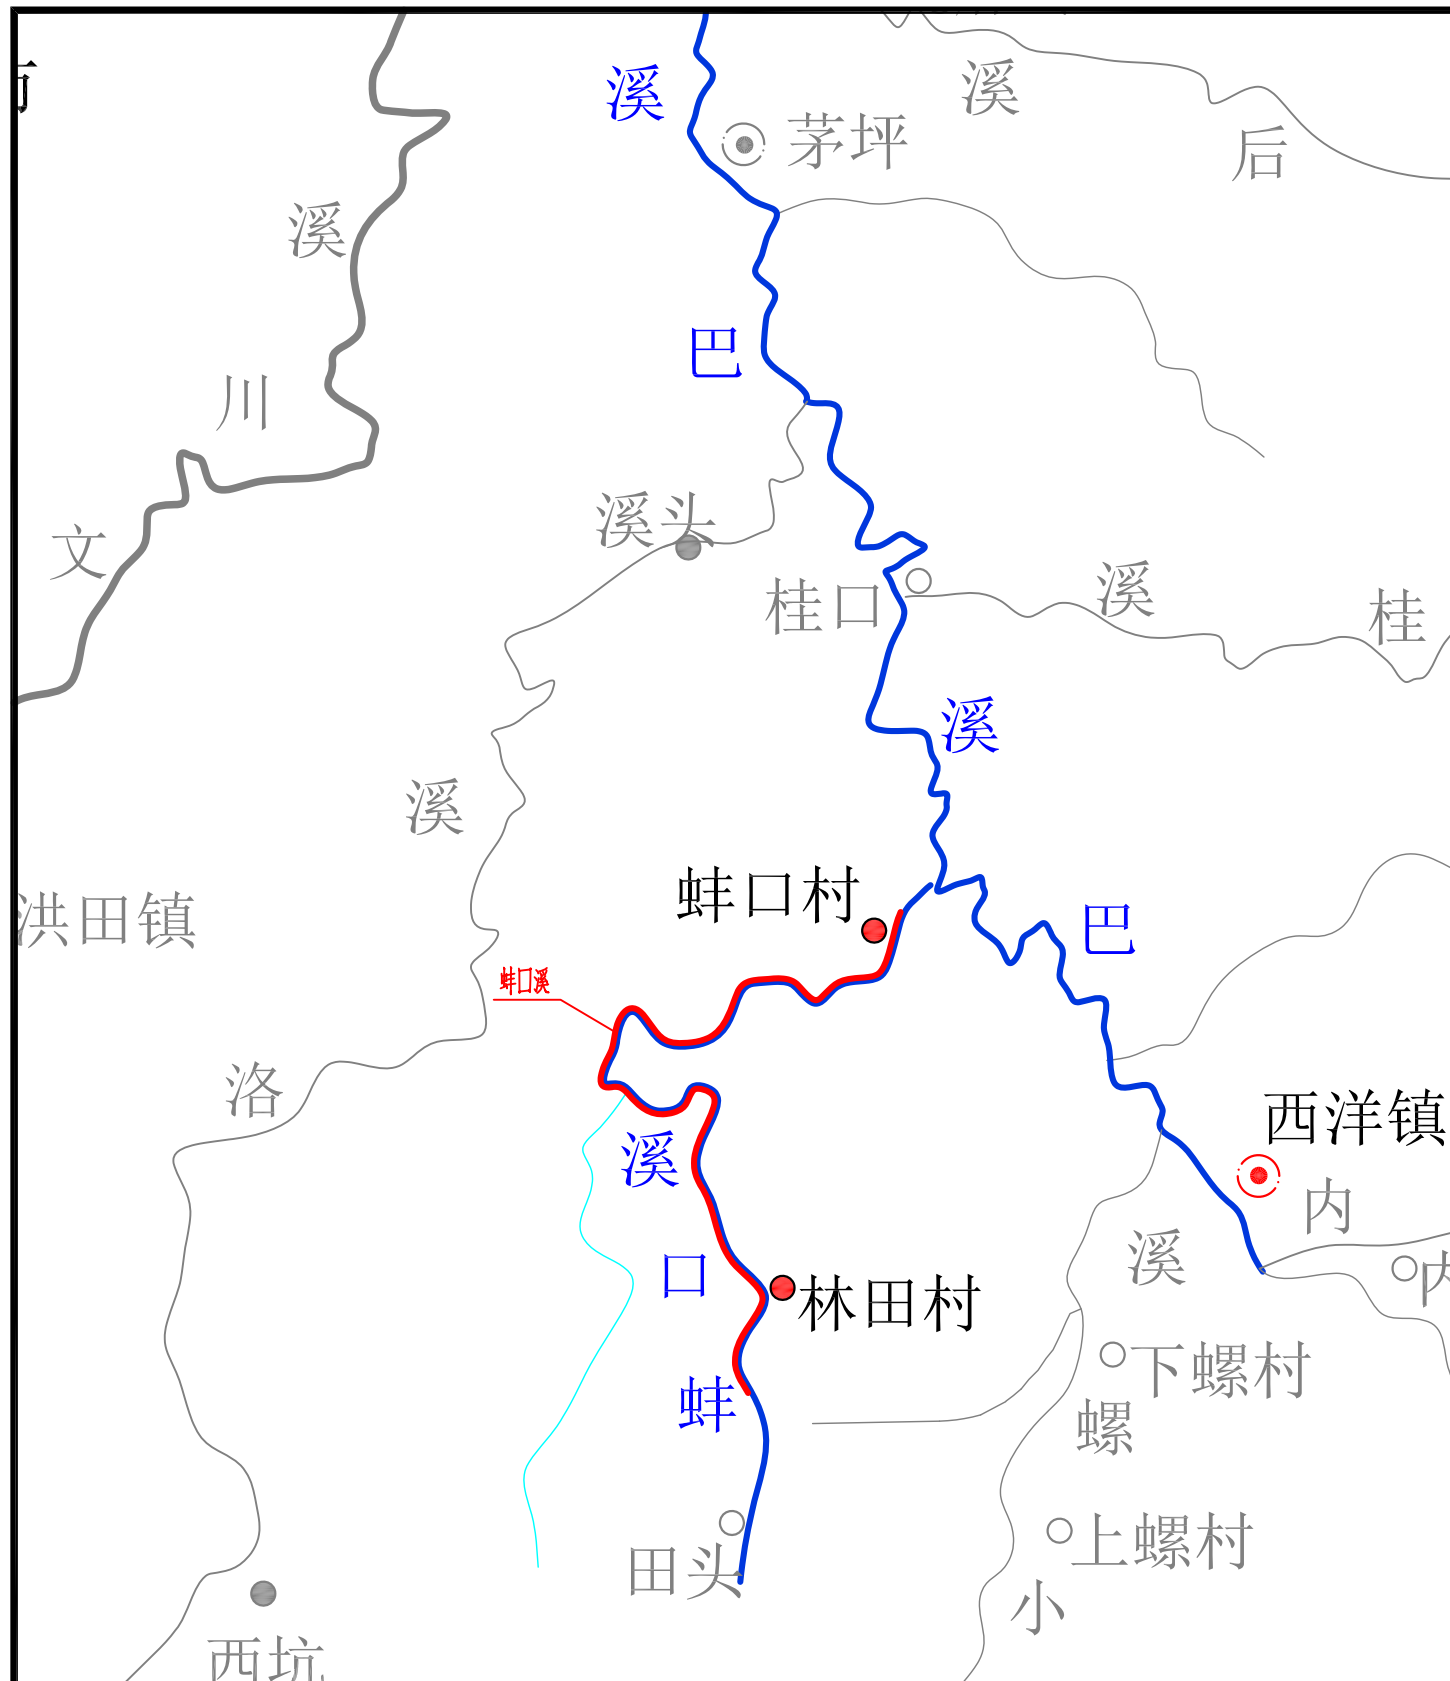 溪
溪
茅坪
后
溪
巴
川
溪头
文
溪
桂口
桂
溪
溪
蚌口村
洪田镇
巴
蚌口溪
洛
西洋镇
溪
内
溪
口
林田村
下螺村
蚌
螺
上螺村
田头
小
西坑